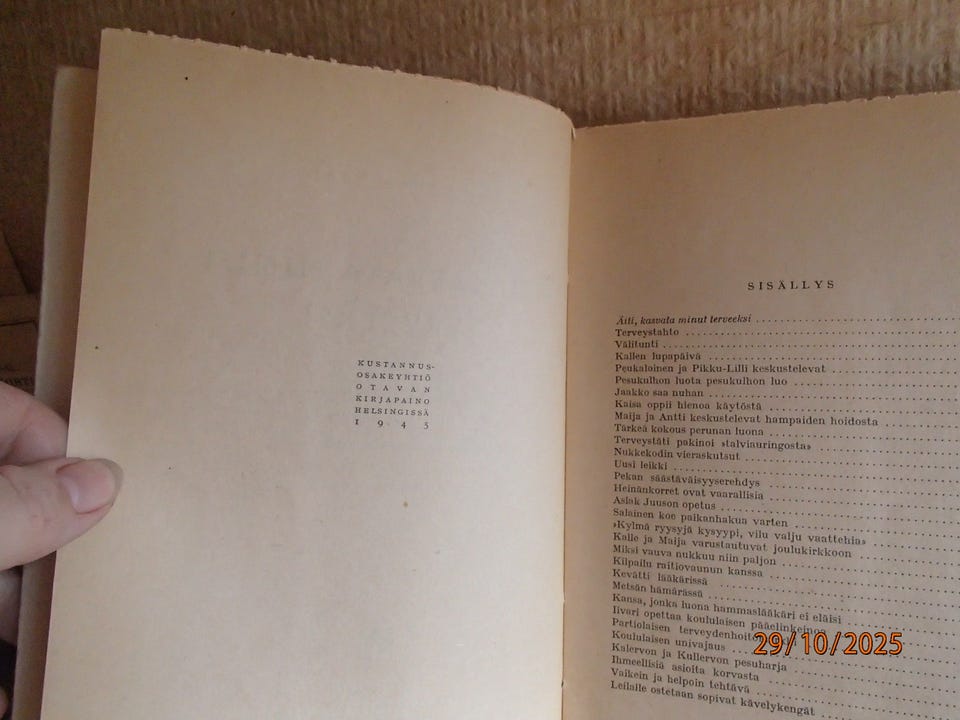 KUSTANNUS-
OSAKEYHTIÖ
OTAVAN
KIRJAPAINO
HELSINGISSÄ
1945
SISÄLLYS
Äiti, kasvata minut terveeksi
Terveystahto
Välitunti
Kallen lupapäivä
Peukaloinen ja Pikku-Lilli keskustelevat
Pesukulhon luota pesukulhon luo
Jaakko saa nuhan
Kaisa oppii hienoa käytöstä
Maija ja Antti keskustelevat hampaiden hoidosta
Tärkeä kokous perunan luona
Terveystäti pakinoi »talviauringosta»
Nukkekodin vieraskutsut
Uusi leikki
Pekan säästäväisyyserehdys
Heinänkorret ovat vaarallisia
Aslak Juuson opetus
Salainen koe paikanhakua varten
»Kylmä ryysyjä kysyypi, vilu valju vaattehia»
Kalle ja Maija varustautuvat joulukirkkoon
Miksi vauva nukkuu niin paljon
Kilpailu raitiovaunun kanssa
Kevätti lääkärissä
Metsän hämärässä
Kansa, jonka luona hammaslääkäri ei eläisi
Iivari opettaa koululaisen pääelinkeinoa
Partiolaisen
Koululaisen univajaus
Kalervon ja Kullervon pesuharja
Ihmeellisiä asioita korvasta
Vaikein ja helpoin tehtävä
Leilalle ostetaan sopivat kävelykengät
29/10/2025